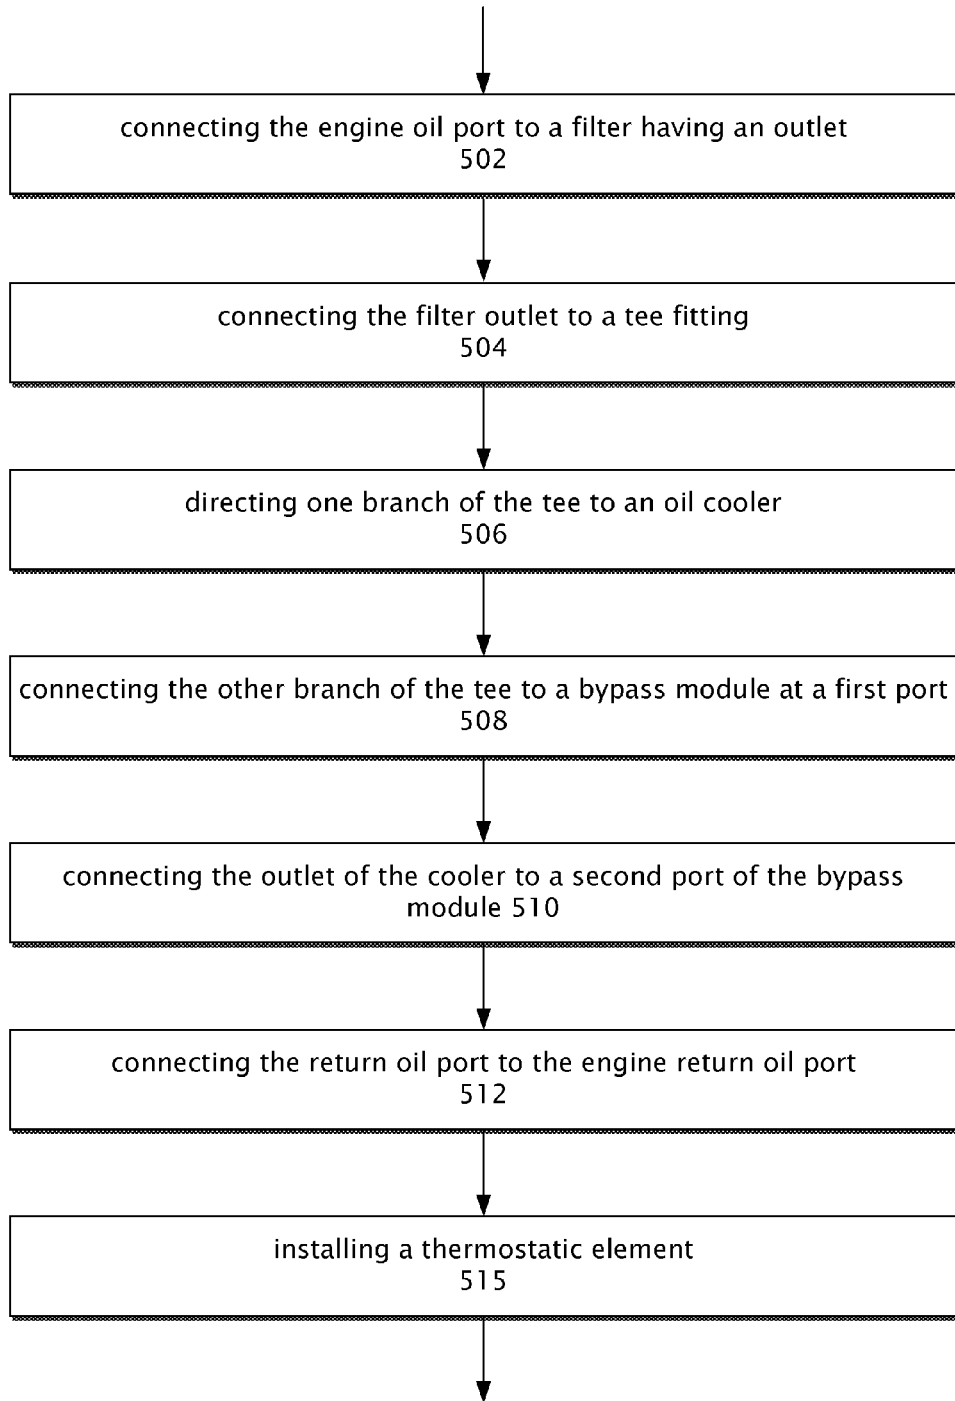 connecting the engine oil port to a filter having an outlet
502
connecting the filter outlet to a tee fitting
504
directing one branch of the tee to an oil cooler
506
connecting the other branch of the tee to a bypass module at a first port
508
connecting the outlet of the cooler to a second port of the bypass
module 510
connecting the return oil port to the engine return oil port
512
installing a thermostatic element
515